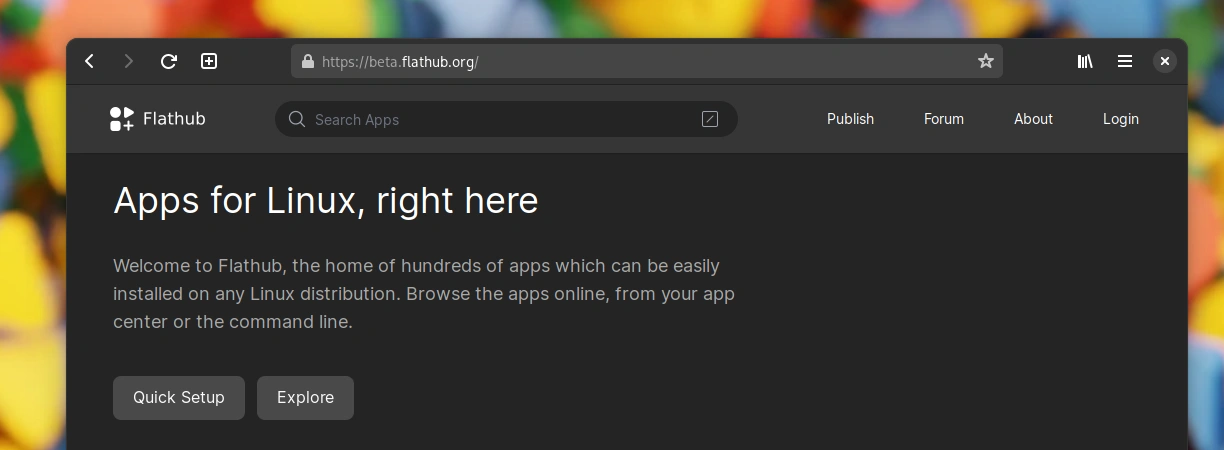 https://beta.flathub.org/
Flathub
Search Apps
Publish
Forum
About
Login
Apps for Linux, right here
Welcome to Flathub, the home of hundreds of apps which can be easily
installed on any Linux distribution. Browse the apps online, from your app
center or the command line.
Quick Setup
Explore